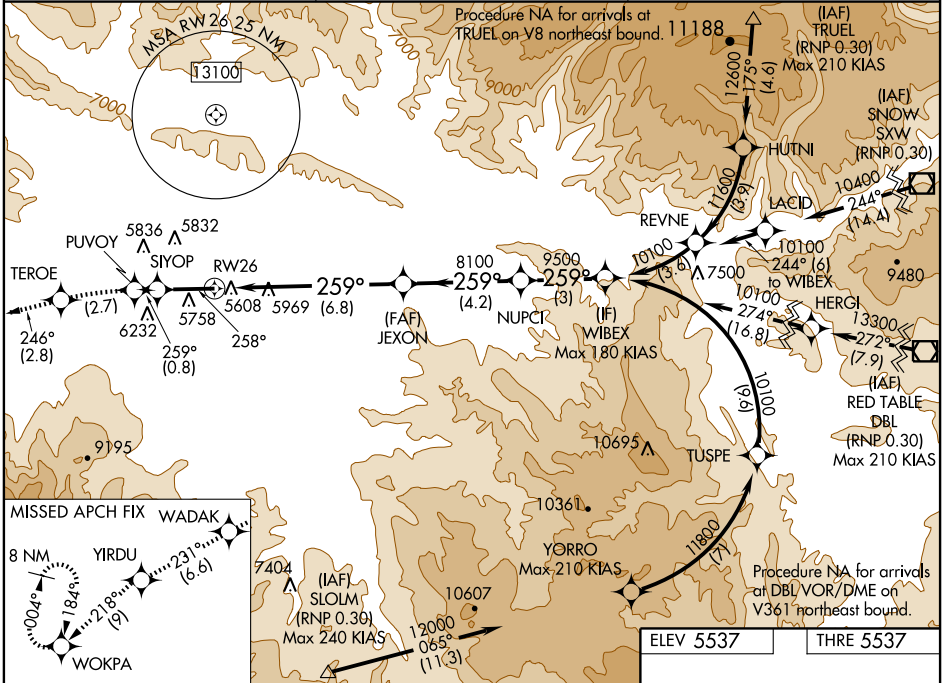 MSA RW26 25 NM
13100
Procedure NA for arrivals at
TRUEL on V8 northeast bound.
11188
(IAF)
TRUEL
(RNP 0.30)
Max 210 KIAS
12600
175°
(4.6)
7000
7000
9000
HUTNI
11600
(3.9)
(IAF)
SNOW
SXW
(RNP 0.30)
10400
244°
(14.4)
LACID
REVNE
10100
(3.6)
10100
244° (6)
to WIBEX
7500
9480
HERGI
10100
274°
(16.8)
13300
272°
(7.9)
(IAF)
RED TABLE
DBL
(RNP 0.30)
Max 210 KIAS
5836
5832
PUVOY
SIYOP
RW26
TEROE
(2.7)
246°
(2.8)
6232
259°
(0.8)
5758
258°
5608
5969
259°
(6.8)
(FAF)
JEXON
8100
259°
(4.2)
NUPCI
9500
259°
(3)
(IF)
WIBEX
Max 180 KIAS
10100
(9.6)
TUSPE
10695
10361
9195
YORRO
Max 210 KIAS
11800
(7)
Procedure NA for arrivals
at DBL VOR/DME on
V361 northeast bound.
7404
(IAF)
SLOLM
(RNP 0.30)
Max 240 KIAS
10607
12000
065°
(11.3)
MISSED APCH FIX
WADAK
8 NM
YIRDU
231°
(6.6)
004°
184°
218°
(9)
WOKPA
ELEV 5537
THRE 5537